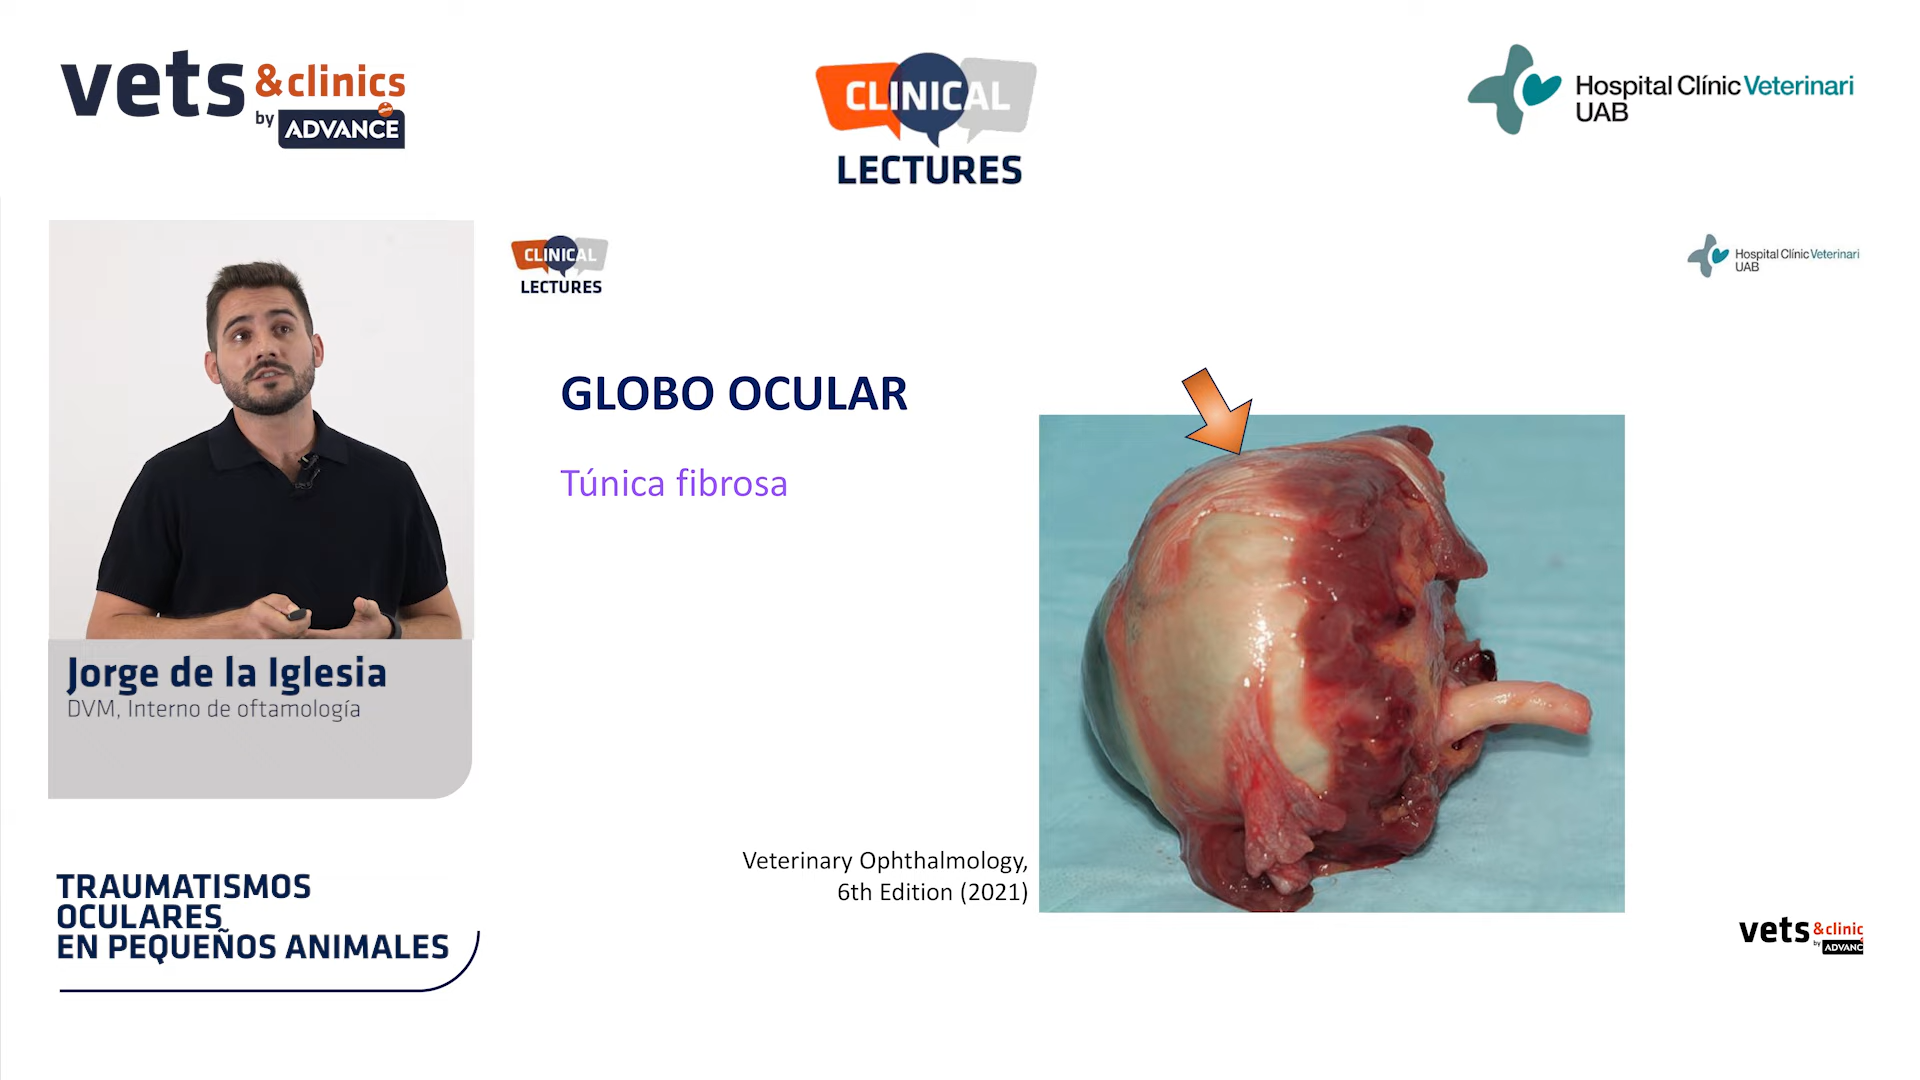 vets &clinics
by ADVANCE
CLINICAL
LECTURES
Hospital Clínic Veterinari
UAB
CLINICAL
LECTURES
Hospital Clínic Veterinari
UAB
GLOBO OCULAR
Túnica fibrosa
Jorge de la Iglesia
DVM, Interno de oftamología
Veterinary Ophthalmology,
6th Edition (2021)
TRAUMATISMOS
OCULARES
EN PEQUEÑOS ANIMALES
vets &clinic
by ADVANC